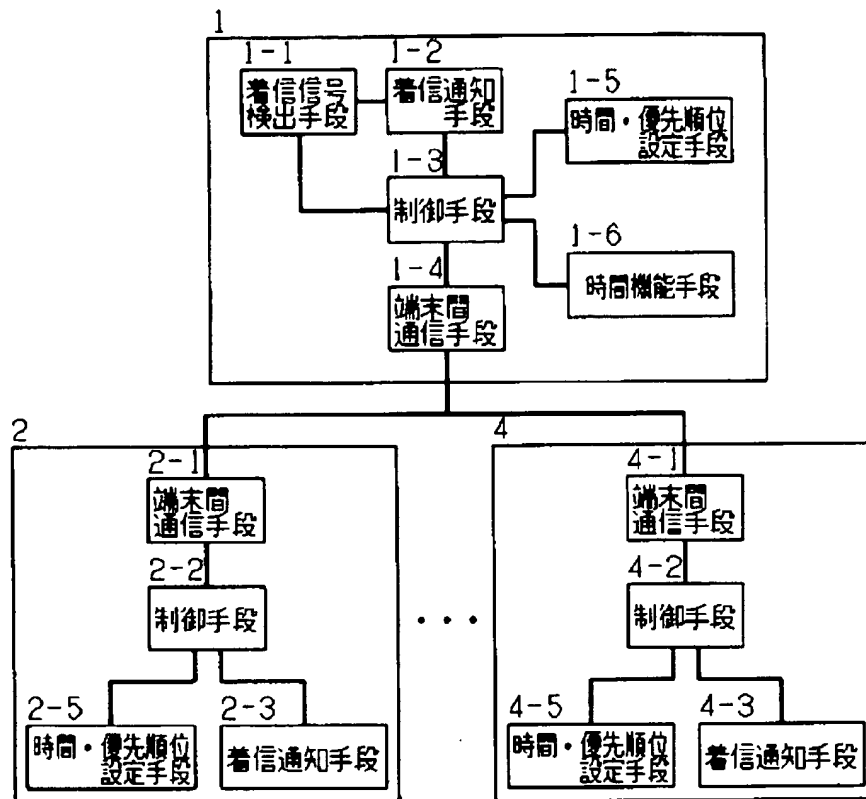 1
1-1
着信信号
検出手段
1-2
着信通知
手段
1-5
時間・優先順位
設定手段
1-3
制御手段
1-6
時間機能手段
1-4
端末間
通信手段
2
2-1
端末間
通信手段
2-2
制御手段
2-5
時間・優先順位
設定手段
2-3
着信通知手段
・・・
4
4-1
端末間
通信手段
4-2
制御手段
4-5
時間・優先順位
設定手段
4-3
着信通知手段